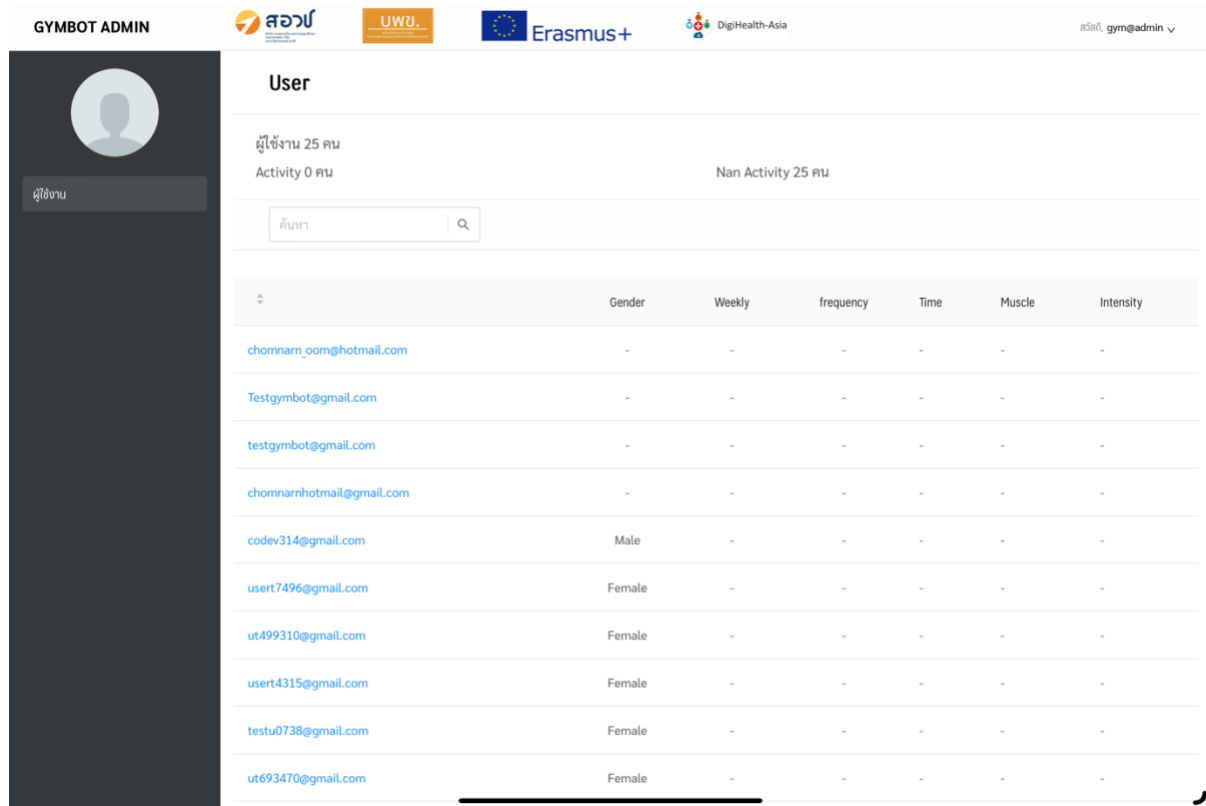 GYMBOT ADMIN
สอวช
บพข.
Erasmus+
DigiHealth-Asia
สวัสดี, gym@admin
ผู้ใช้งาน
User
ผู้ใช้งาน 25 คน
Activity 0 คน Nan Activity 25 คน
ค้นหา
Gender Weekly frequency Time Muscle Intensity
chomnarn_oom@hotmail.com - - - - - -
Testgymbot@gmail.com - - - - - -
testgymbot@gmail.com - - - - - -
chomnarnhotmail@gmail.com - - - - - -
codev314@gmail.com Male - - - - -
usert7496@gmail.com Female - - - - -
ut499310@gmail.com Female - - - - -
usert4315@gmail.com Female - - - - -
testu0738@gmail.com Female - - - - -
ut693470@gmail.com Female - - - - -